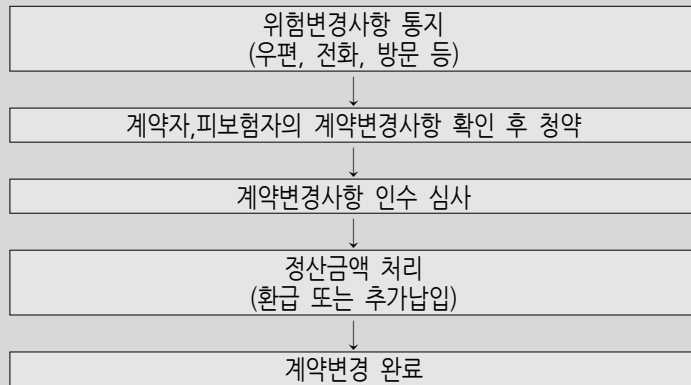 위험변경사항 통지
(우편, 전화, 방문 등)
↓
계약자,피보험자의 계약변경사항 확인 후 청약
↓
계약변경사항 인수 심사
↓
정산금액 처리
(환급 또는 추가납입)
↓
계약변경 완료